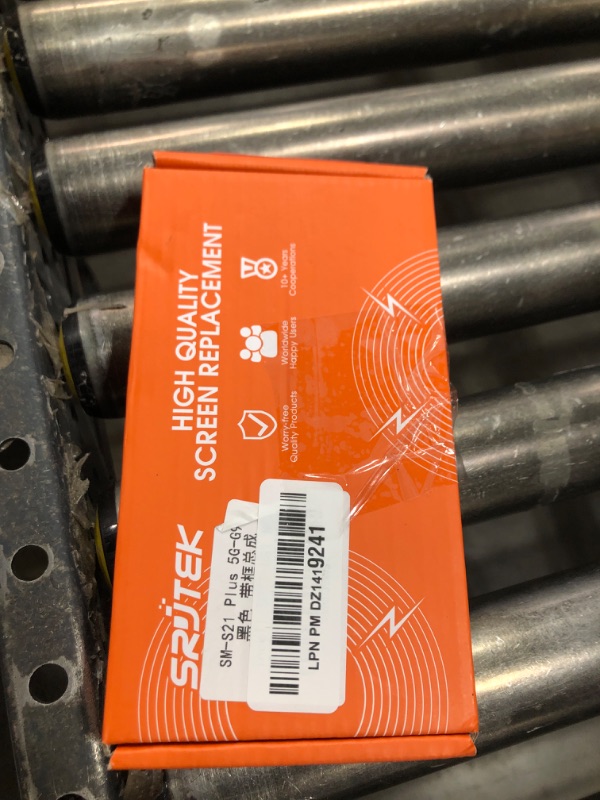 HIGH QUALITY
SCREEN REPLACEMENT
Worry-free
Quality Products
Worldwide
Happy Users
10+ Years
Cooperations
SRJTEK
SM-S21 Plus 5G-G9
黑色 带框总成
LPN PM DZ1419241